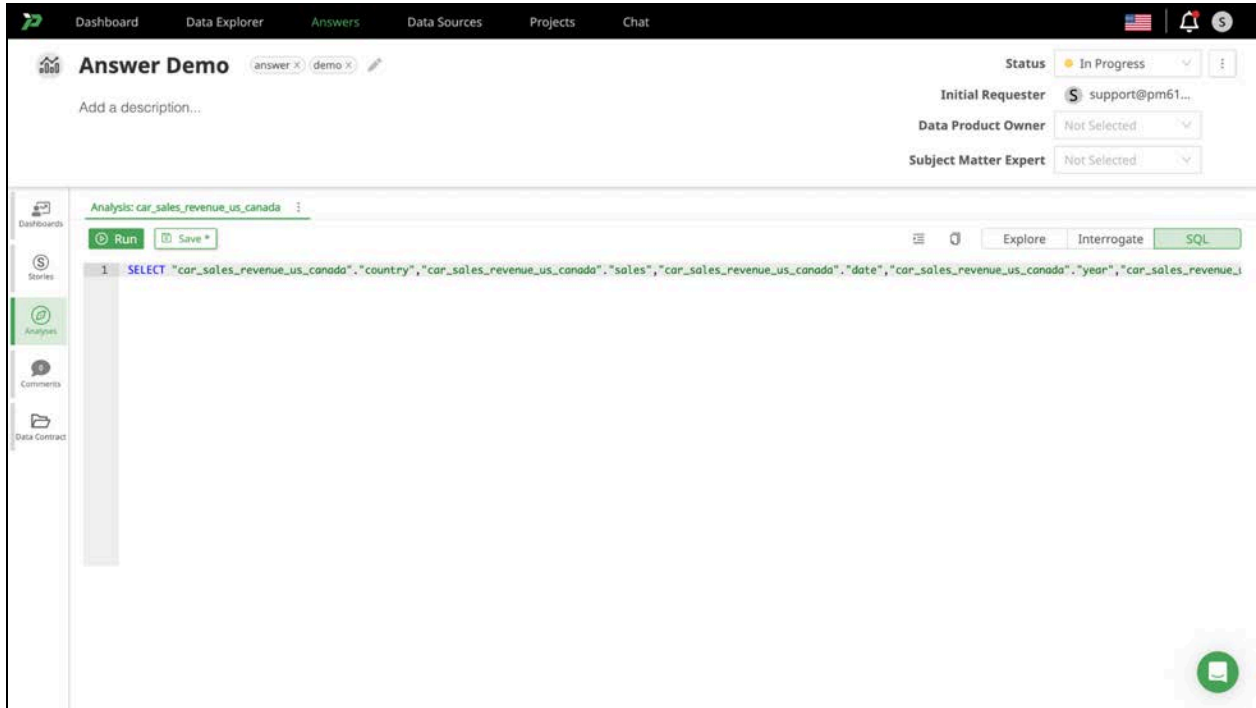 Dashboard Data Explorer Answers Data Sources Projects Chat S
Answer Demo answer × demo ×
Add a description...
Status In Progress
Initial Requester S support@pm61...
Data Product Owner Not Selected
Subject Matter Expert Not Selected
Dashboards
Stories
Analyses
Comments
Data Contract
Analysis: car_sales_revenue_us_canada
Run Save * Explore Interrogate SQL
1 SELECT "car_sales_revenue_us_canada"."country","car_sales_revenue_us_canada"."sales","car_sales_revenue_us_canada"."date","car_sales_revenue_us_canada"."year","car_sales_revenue_u